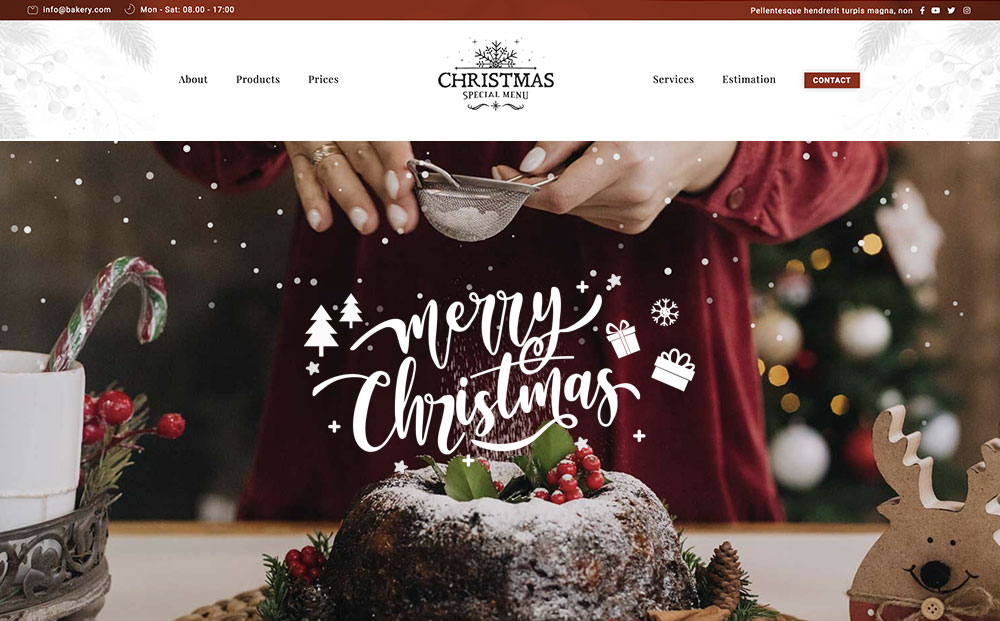 info@bakery.com
Mon - Sat: 08.00 - 17:00
Pellentesque hendrerit turpis magna, non
About
Products
Prices
CHRISTMAS
SPECIAL MENU
Services
Estimation
CONTACT
merry
Christmas